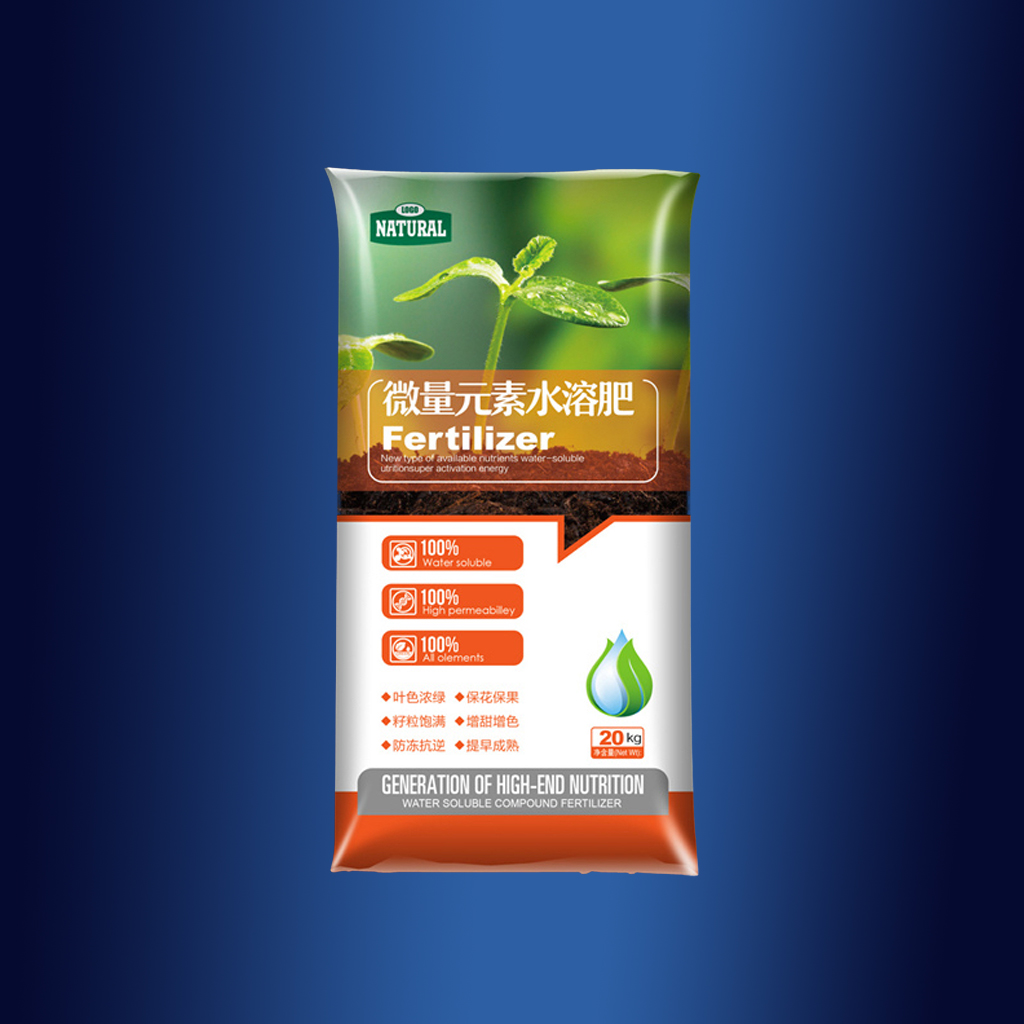 LOGO
NATURAL
微量元素水溶肥
Fertilizer
New type of available nutrients water-soluble
utritionsuper activation energy
100%
Water soluble
100%
High permeabilley
100%
All olements
◆叶色浓绿 ◆保花保果
◆籽粒饱满 ◆增甜增色
◆防冻抗逆 ◆提早成熟
20 kg
净含量(Net Wt):
GENERATION OF HIGH-END NUTRITION
WATER SOLUBLE COMPOUND FERTILIZER